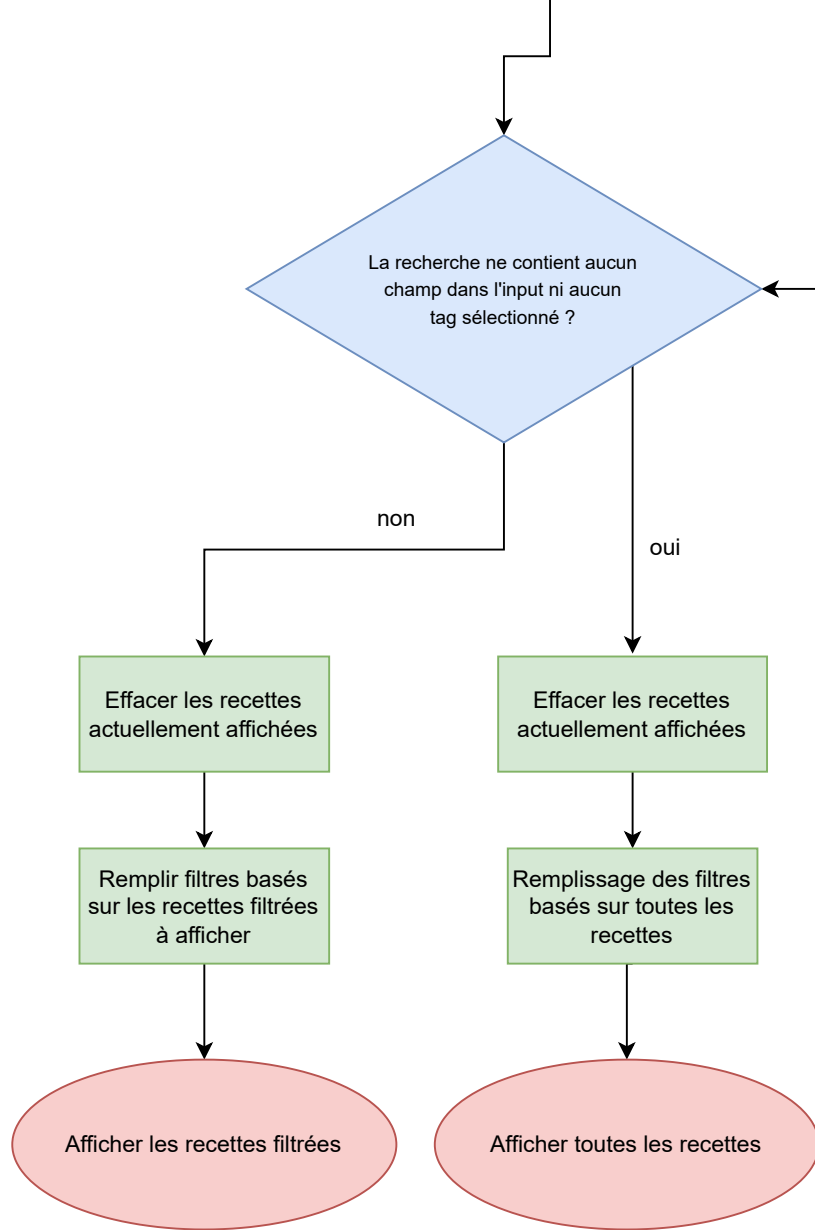 La recherche ne contient aucun
champ dans l'input ni aucun
tag sélectionné ?
non
oui
Effacer les recettes
actuellement affichées
Effacer les recettes
actuellement affichées
Remplir filtres basés
sur les recettes filtrées
à afficher
Remplissage des filtres
basés sur toutes les
recettes
Afficher les recettes filtrées
Afficher toutes les recettes